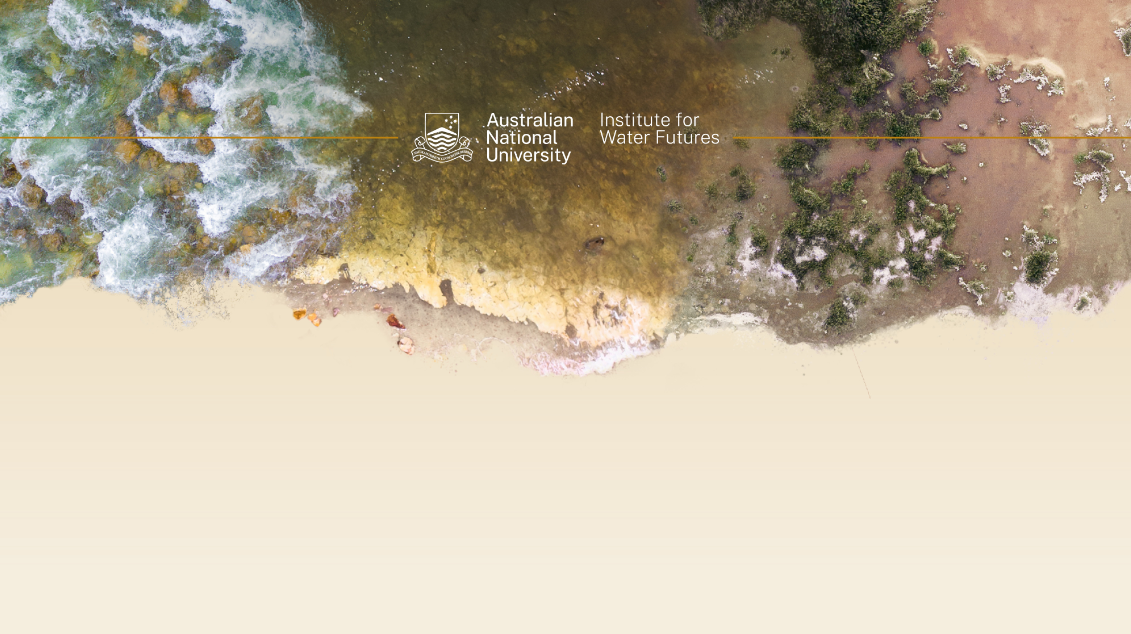 Australian
National
University
Institute for
Water Futures